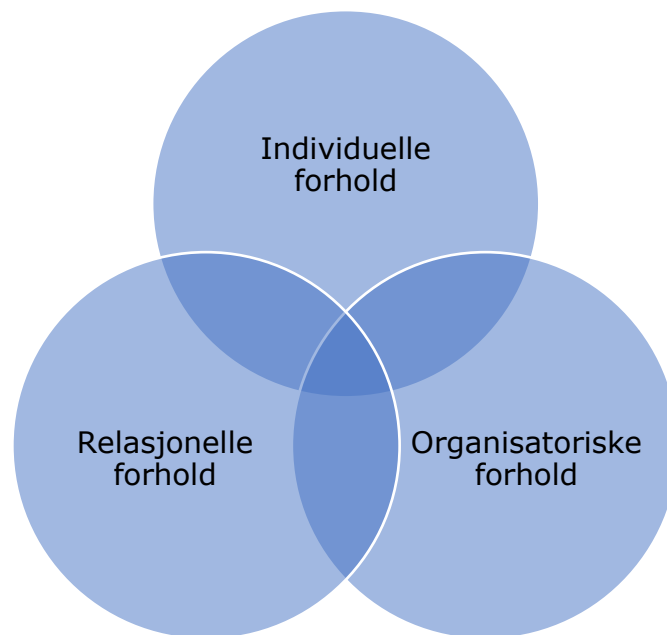 Individuelle
forhold
Relasjonelle
forhold
Organisatoriske
forhold